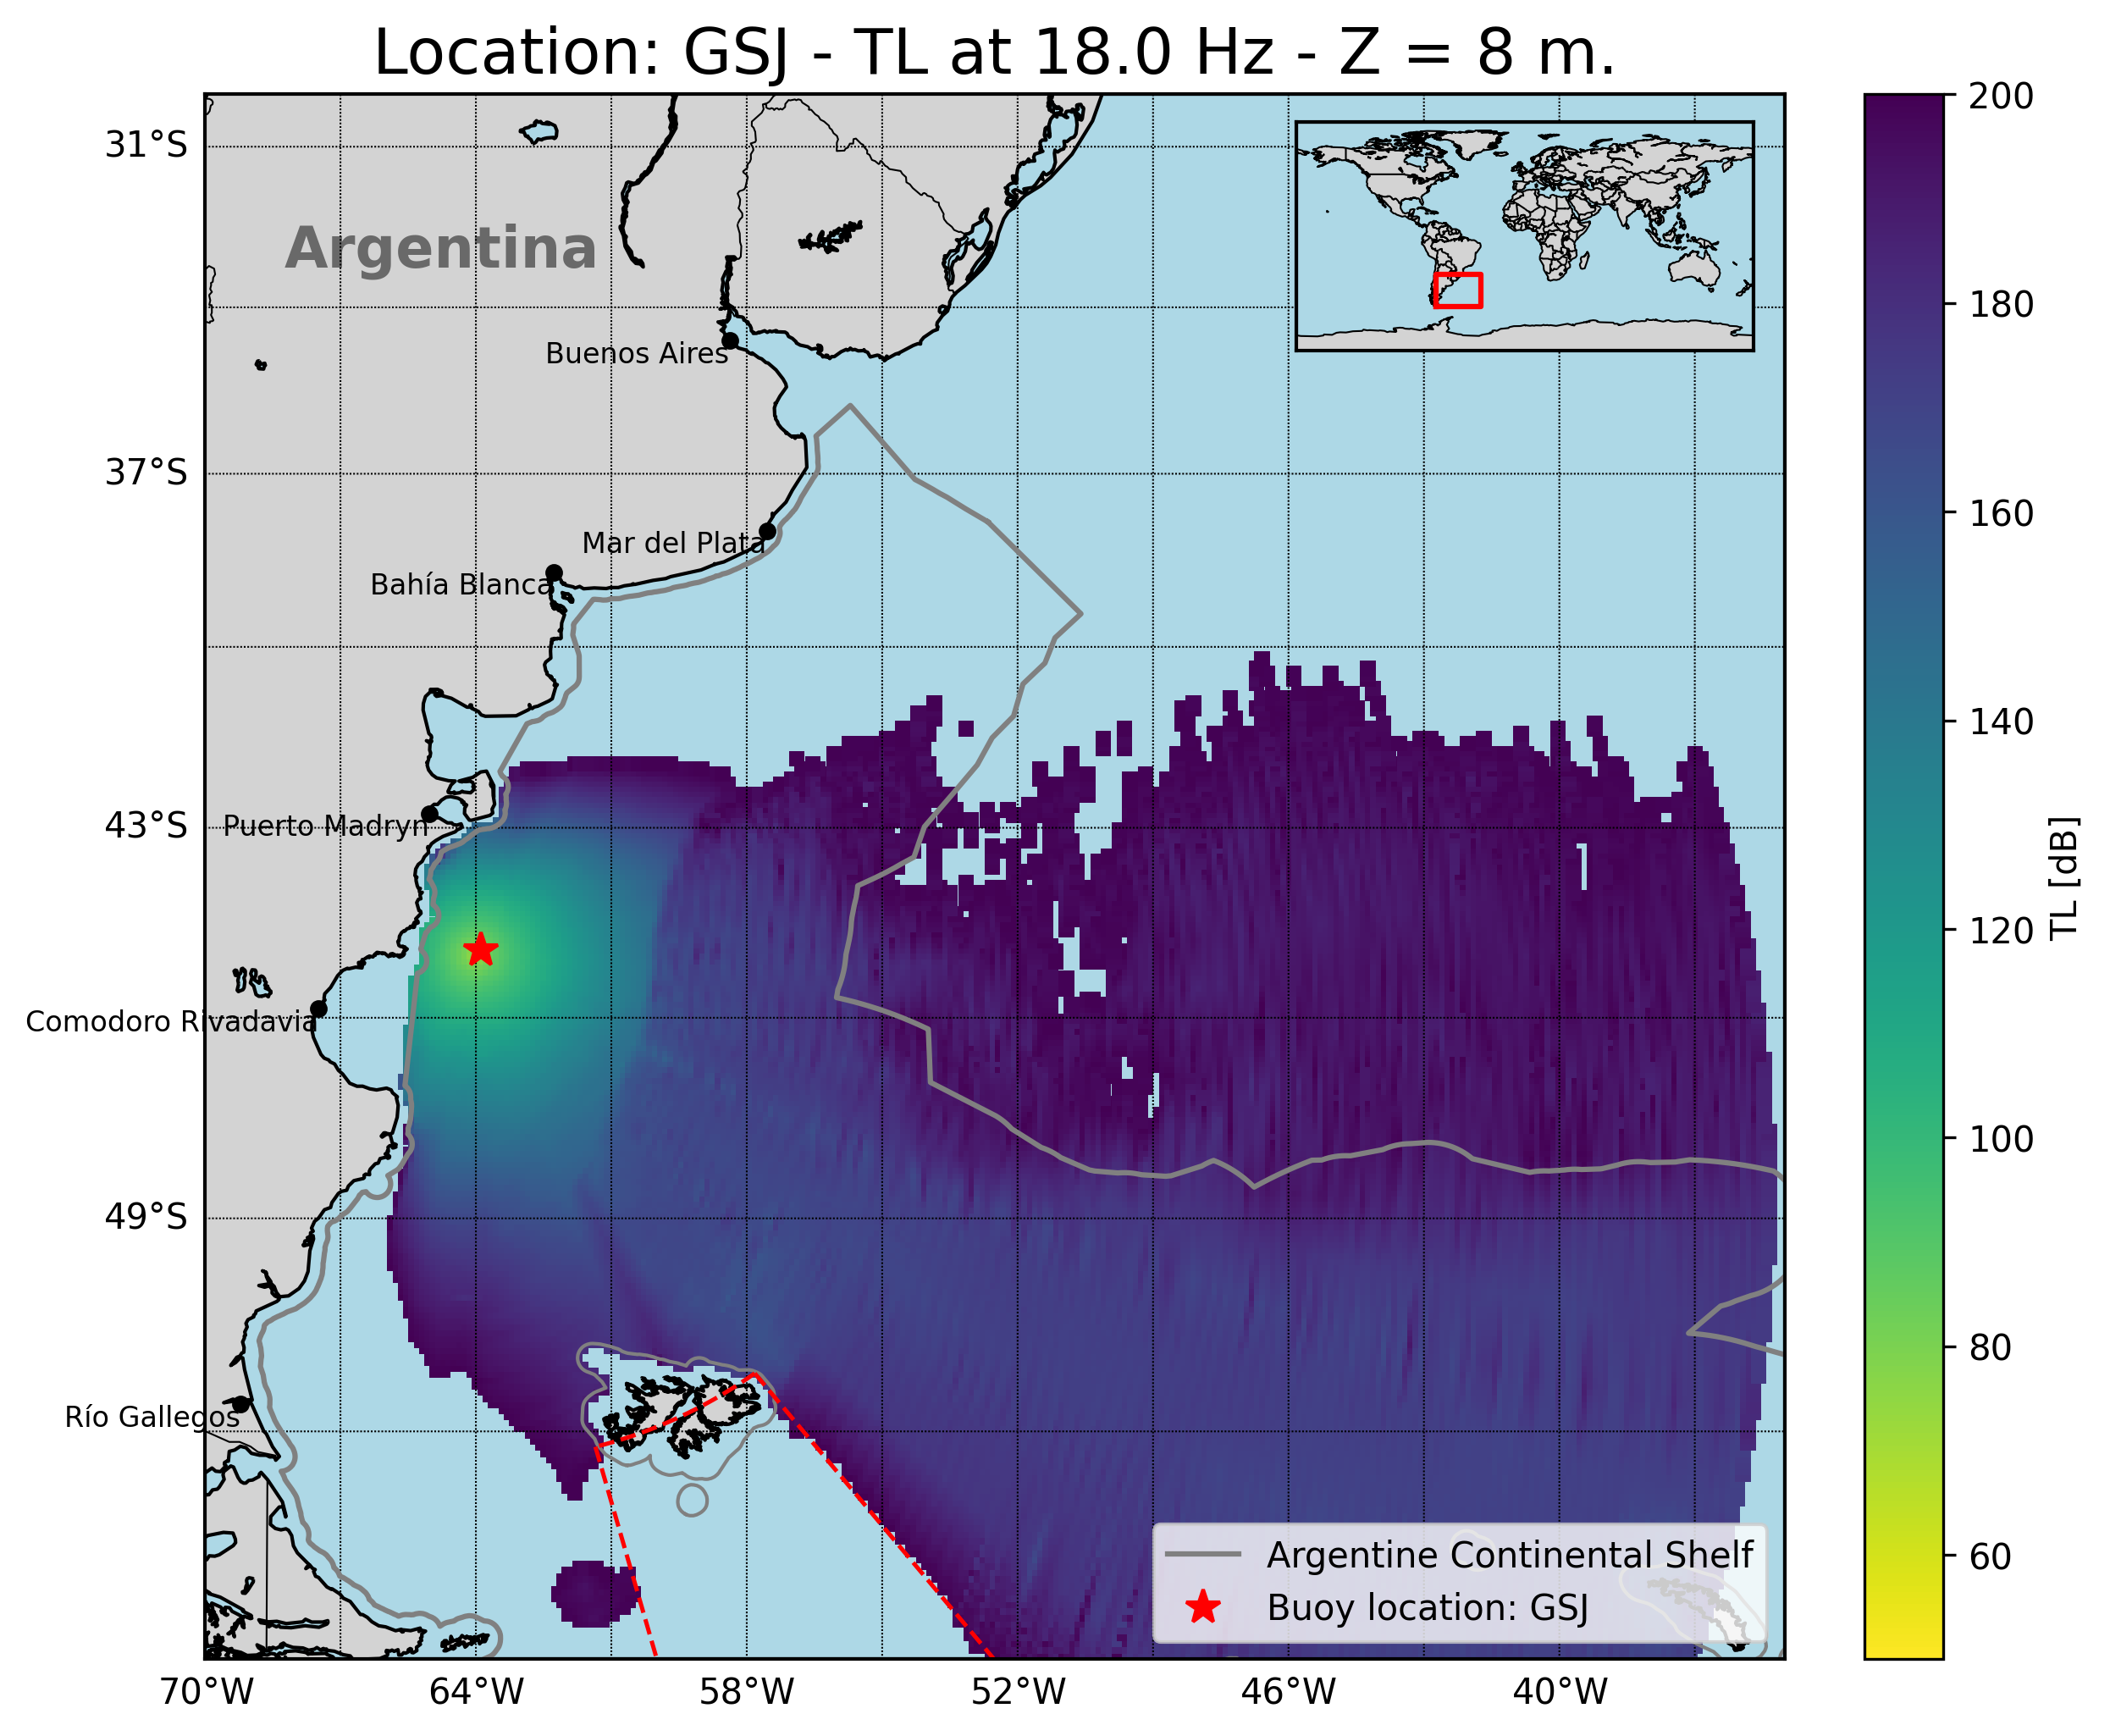 Location: GSJ - TL at 18.0 Hz - Z = 8 m.
31°S
Argentina
Buenos Aires
37°S
Mar del Plata
Bahía Blanca
Puerto Madryn
43°S
Comodoro Rivadavia
49°S
Río Gallegos
70°W
64°W
58°W
52°W
46°W
40°W
Argentine Continental Shelf
Buoy location: GSJ
200
180
160
140
120
100
80
60
TL [dB]